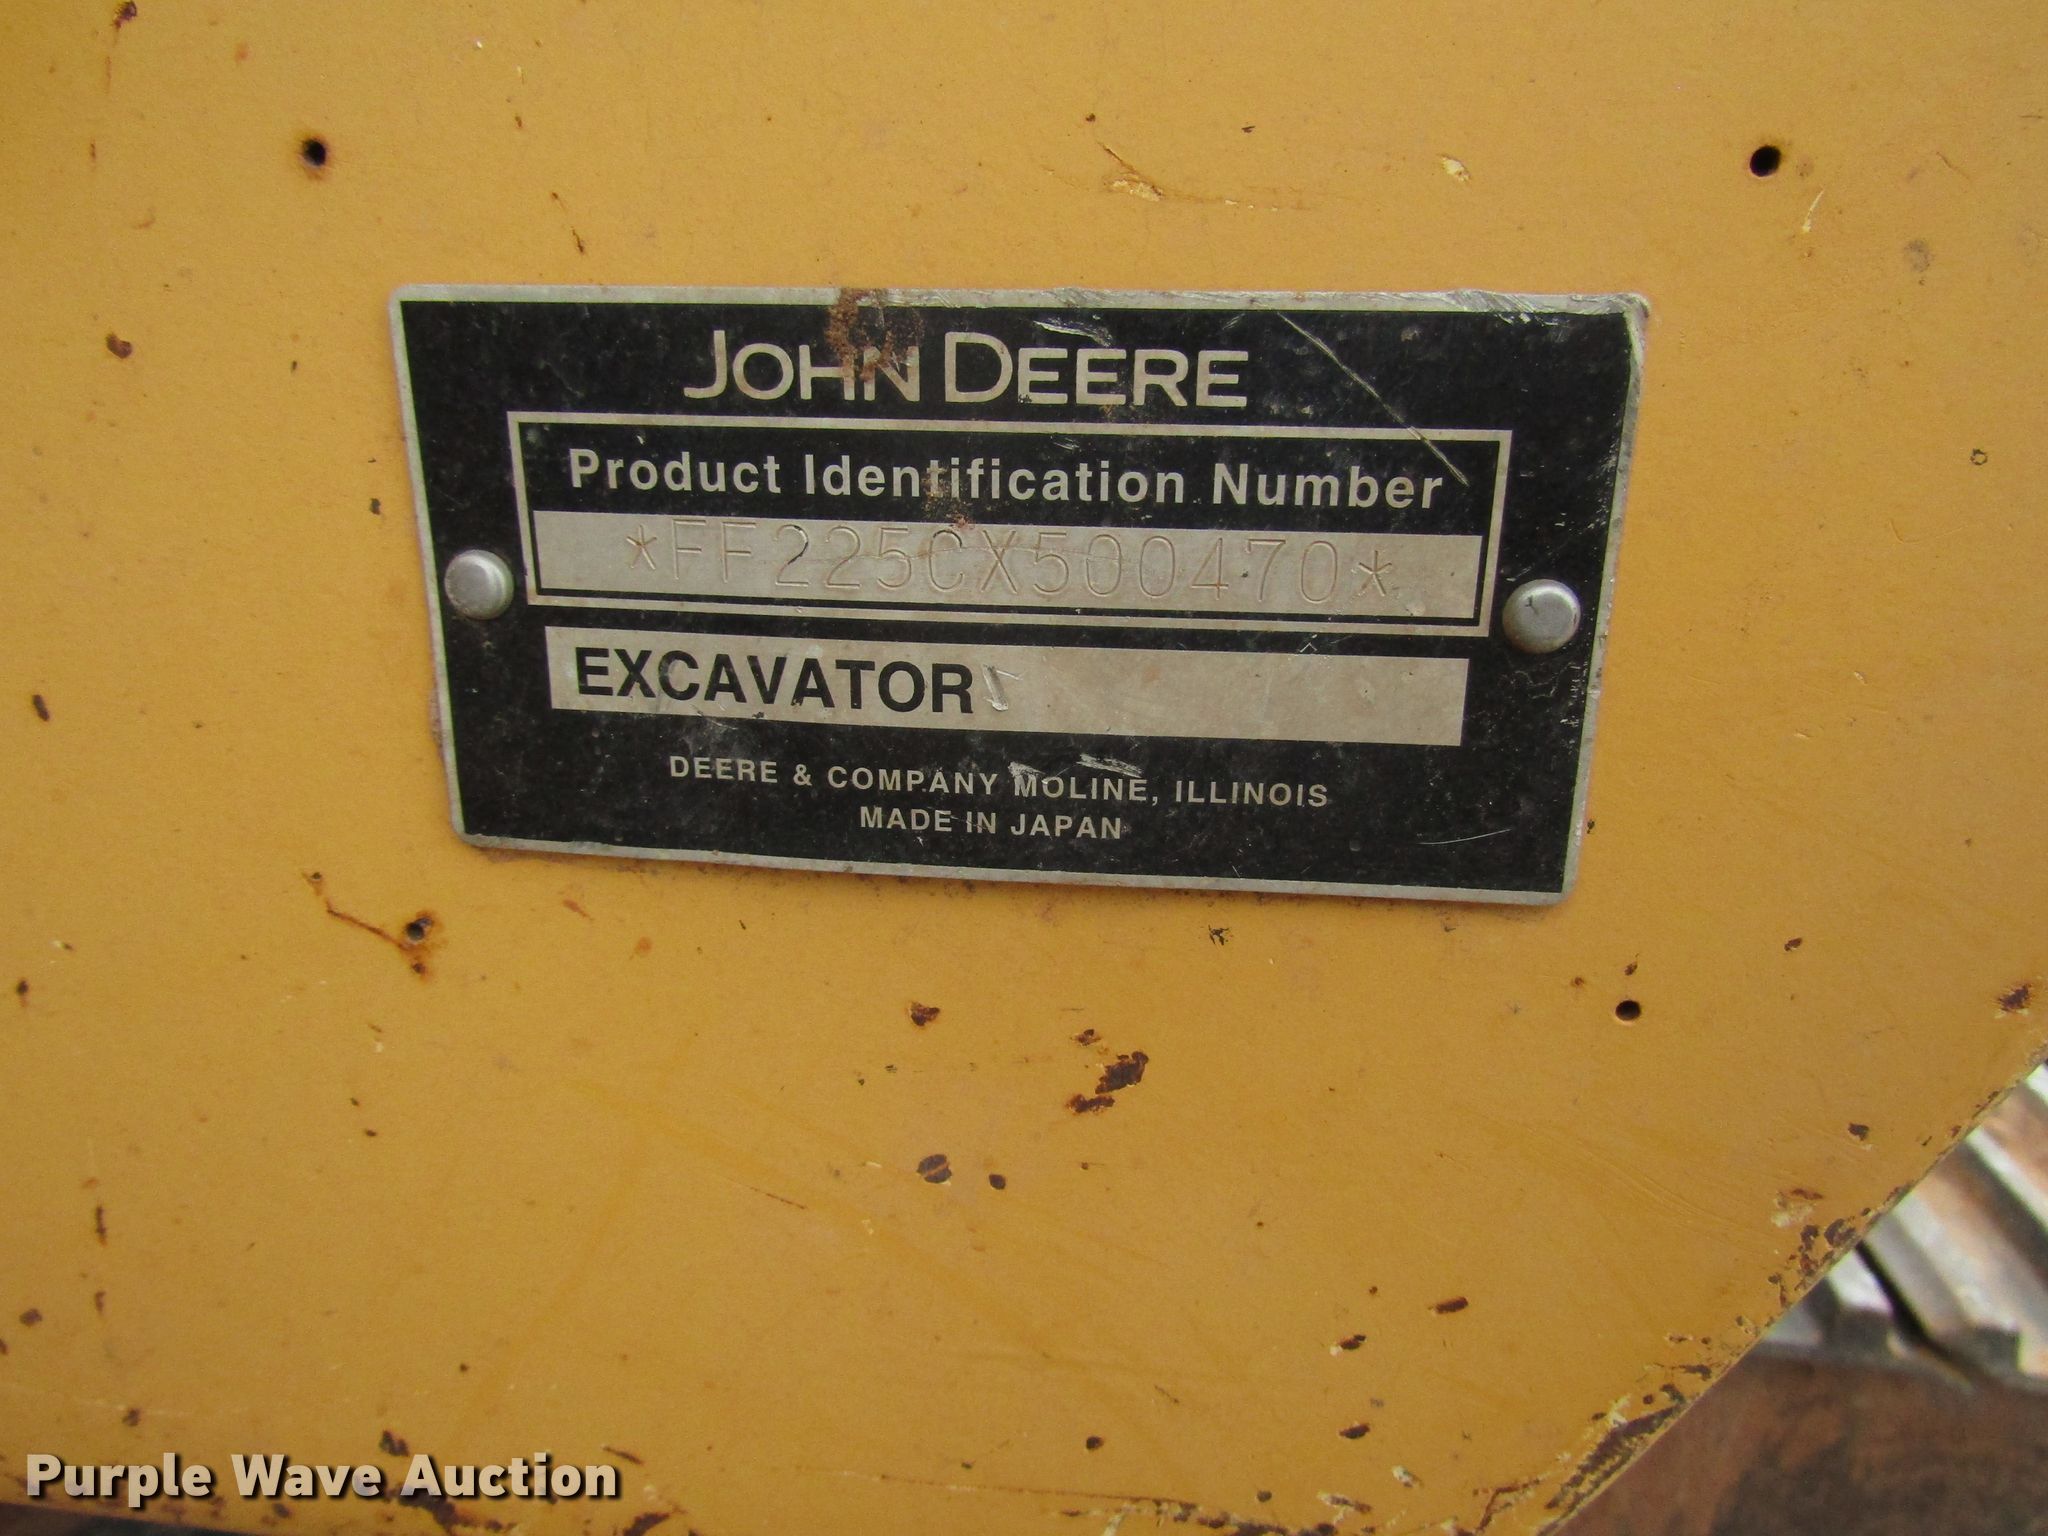 JOHN DEERE
Product Identification Number
*FF225CX500470*
EXCAVATOR
DEERE & COMPANY MOLINE, ILLINOIS
MADE IN JAPAN
Purple Wave Auction